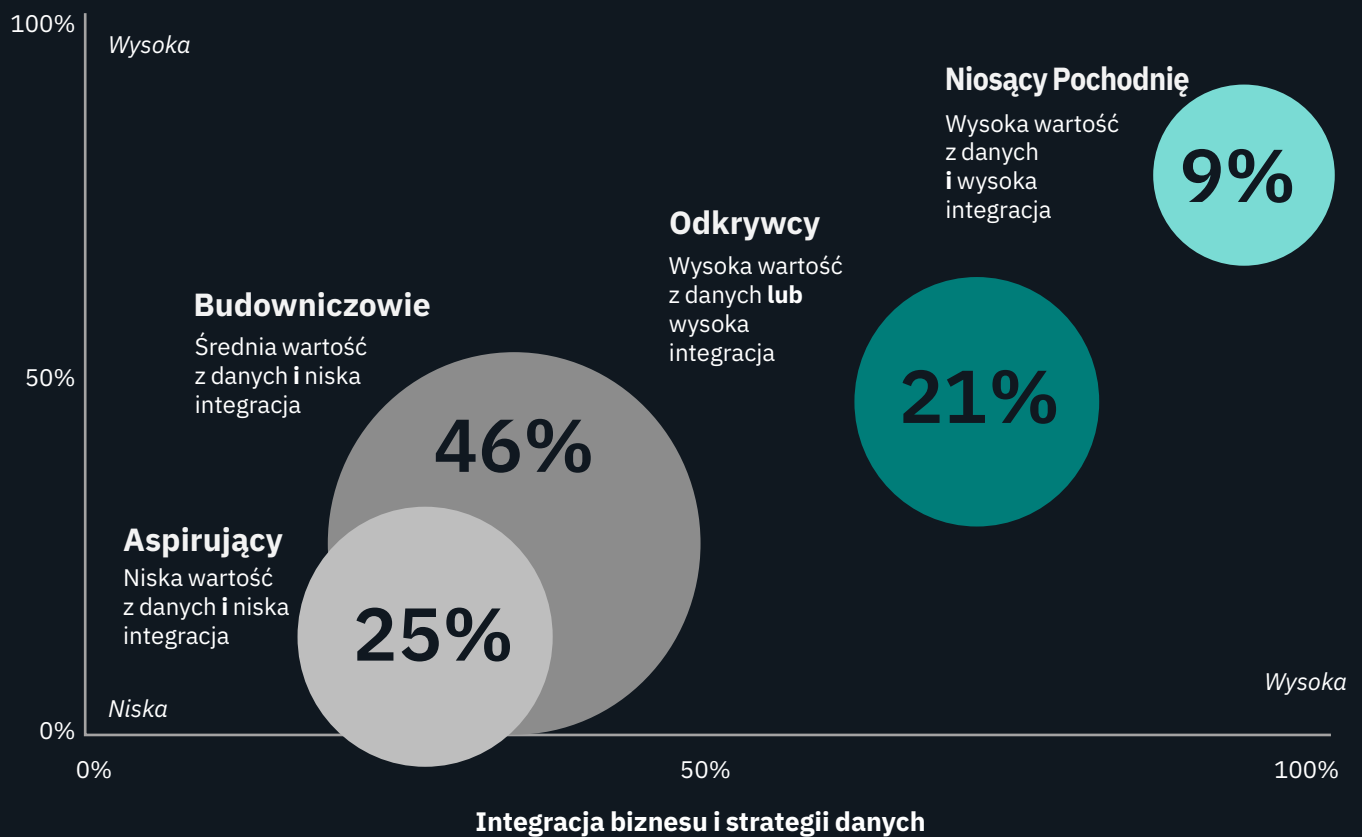 100%
Wysoka
Niosący Pochodnię
Wysoka wartość
z danych
i wysoka
integracja
9%
Odkrywcy
Wysoka wartość
z danych lub
wysoka
integracja
21%
Budowniczowie
Średnia wartość
z danych i niska
integracja
50%
46%
Aspirujący
Niska wartość
z danych i niska
integracja
25%
Niska
Wysoka
0%
0%
50%
100%
Integracja biznesu i strategii danych